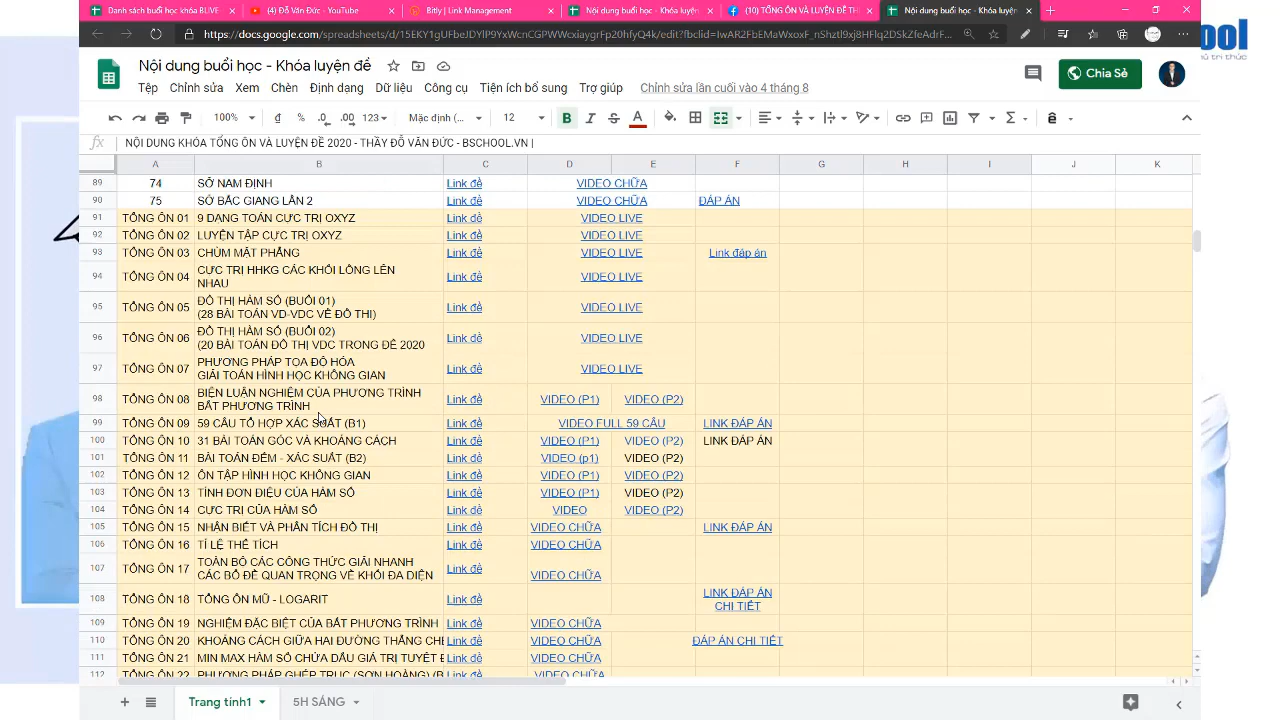 Danh sách buổi học khóa BLIVE
(4) Đỗ Văn Đức - YouTube
Bitly | Link Management
Nội dung buổi học - Khóa luyện
(10) TỔNG ÔN VÀ LUYỆN ĐỀ TH
Nội dung buổi học - Khóa luyện
ool
https://docs.google.com/spreadsheets/d/15EKY1gUFbeJDYlP9YxWcnCGPWWcxiaygrFp20hfyQ4k/edit?fbclid=IwAR2FbEMaWxoxF_nShztl9xj8HFlq2DSkZfeAdrF...
Nội dung buổi học - Khóa luyện đề
Chia Sẻ
Tệp Chỉnh sửa Xem Chèn Định dạng Dữ liệu Công cụ Tiện ích bổ sung Trợ giúp Chỉnh sửa lần cuối vào 4 tháng 8
100% ₫ % .0 .00 123 Mặc định (... 12 B I S A
fx NỘI DUNG KHÓA TỔNG ÔN VÀ LUYỆN ĐỀ 2020 - THẦY ĐỖ VĂN ĐỨC - BSCHOOL.VN |
A B C D E F G H I J K
89 74 SỞ NAM ĐỊNH Link đề VIDEO CHỮA
90 75 SỞ BẮC GIANG LẦN 2 Link đề VIDEO CHỮA ĐÁP ÁN
91 TỔNG ÔN 01 9 DẠNG TOÁN CỰC TRỊ OXYZ Link đề VIDEO LIVE
92 TỔNG ÔN 02 LUYỆN TẬP CỰC TRỊ OXYZ Link đề VIDEO LIVE
93 TỔNG ÔN 03 CHÙM MẶT PHẲNG Link đề VIDEO LIVE Link đáp án
94 TỔNG ÔN 04 CỰC TRỊ HHKG CÁC KHỐI LỒNG LÊN
NHAU Link đề VIDEO LIVE
95 TỔNG ÔN 05 ĐỒ THỊ HÀM SỐ (BUỔI 01)
(28 BÀI TOÁN VD-VDC VỀ ĐỒ THỊ) Link đề VIDEO LIVE
96 TỔNG ÔN 06 ĐỒ THỊ HÀM SỐ (BUỔI 02)
(20 BÀI TOÁN ĐỒ THỊ VDC TRONG ĐỀ 2020 Link đề VIDEO LIVE
97 TỔNG ÔN 07 PHƯƠNG PHÁP TỌA ĐỘ HÓA
GIẢI TOÁN HÌNH HỌC KHÔNG GIAN Link đề VIDEO LIVE
98 TỔNG ÔN 08 BIỆN LUẬN NGHIỆM CỦA PHƯƠNG TRÌNH
BẤT PHƯƠNG TRÌNH Link đề VIDEO (P1) VIDEO (P2)
99 TỔNG ÔN 09 59 CÂU TỔ HỢP XÁC SUẤT (B1) Link đề VIDEO FULL 59 CÂU LINK ĐÁP ÁN
100 TỔNG ÔN 10 31 BÀI TOÁN GÓC VÀ KHOẢNG CÁCH Link đề VIDEO (P1) VIDEO (P2) LINK ĐÁP ÁN
101 TỔNG ÔN 11 BÀI TOÁN ĐẾM - XÁC SUẤT (B2) Link đề VIDEO (p1) VIDEO (P2)
102 TỔNG ÔN 12 ÔN TẬP HÌNH HỌC KHÔNG GIAN Link đề VIDEO (P1) VIDEO (P2)
103 TỔNG ÔN 13 TÍNH ĐƠN ĐIỆU CỦA HÀM SỐ Link đề VIDEO (P1) VIDEO (P2)
104 TỔNG ÔN 14 CỰC TRỊ CỦA HÀM SỐ Link đề VIDEO VIDEO (P2)
105 TỔNG ÔN 15 NHẬN BIẾT VÀ PHÂN TÍCH ĐỒ THỊ Link đề VIDEO CHỮA LINK ĐÁP ÁN
106 TỔNG ÔN 16 TỈ LỆ THỂ TÍCH Link đề VIDEO CHỮA
107 TỔNG ÔN 17 TOÀN BỘ CÁC CÔNG THỨC GIẢI NHANH
CÁC BỔ ĐỀ QUAN TRỌNG VỀ KHỐI ĐA DIỆN Link đề VIDEO CHỮA
108 TỔNG ÔN 18 TỔNG ÔN MŨ - LOGARIT Link đề LINK ĐÁP ÁN
CHI TIẾT
109 TỔNG ÔN 19 NGHIỆM ĐẶC BIỆT CỦA BẤT PHƯƠNG TRÌNH Link đề VIDEO CHỮA
110 TỔNG ÔN 20 KHOẢNG CÁCH GIỮA HAI ĐƯỜNG THẲNG CHÉ Link đề VIDEO CHỮA ĐÁP ÁN CHI TIẾT
111 TỔNG ÔN 21 MIN MAX HÀM SỐ CHỨA DẤU GIÁ TRỊ TUYỆT Đ Link đề VIDEO CHỮA
112 TỔNG ÔN 22 PHƯƠNG PHÁP GHÉP TRỤC (SƠN HOÀNG) (B Link đề VIDEO CHỮA
Trang tính1 5H SÁNG